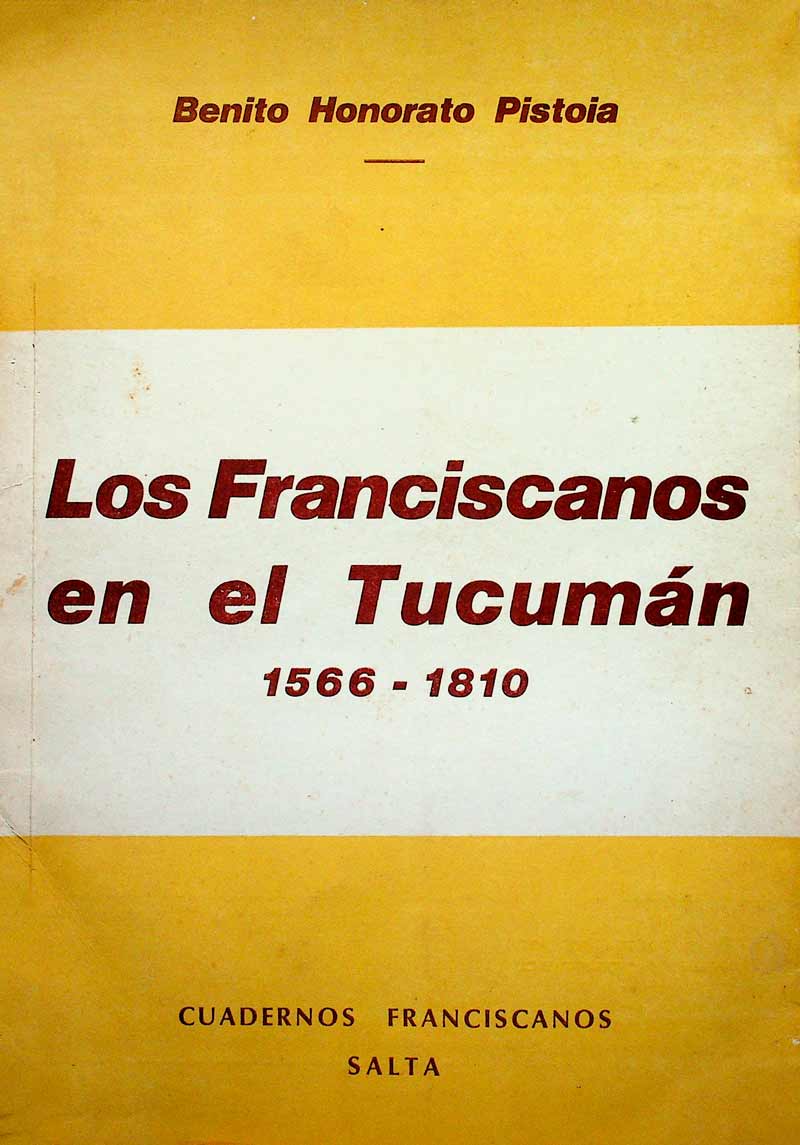 Benito Honorato Pistoia
Los Franciscanos
en el Tucumán
1566 - 1810
CUADERNOS FRANCISCANOS
SALTA